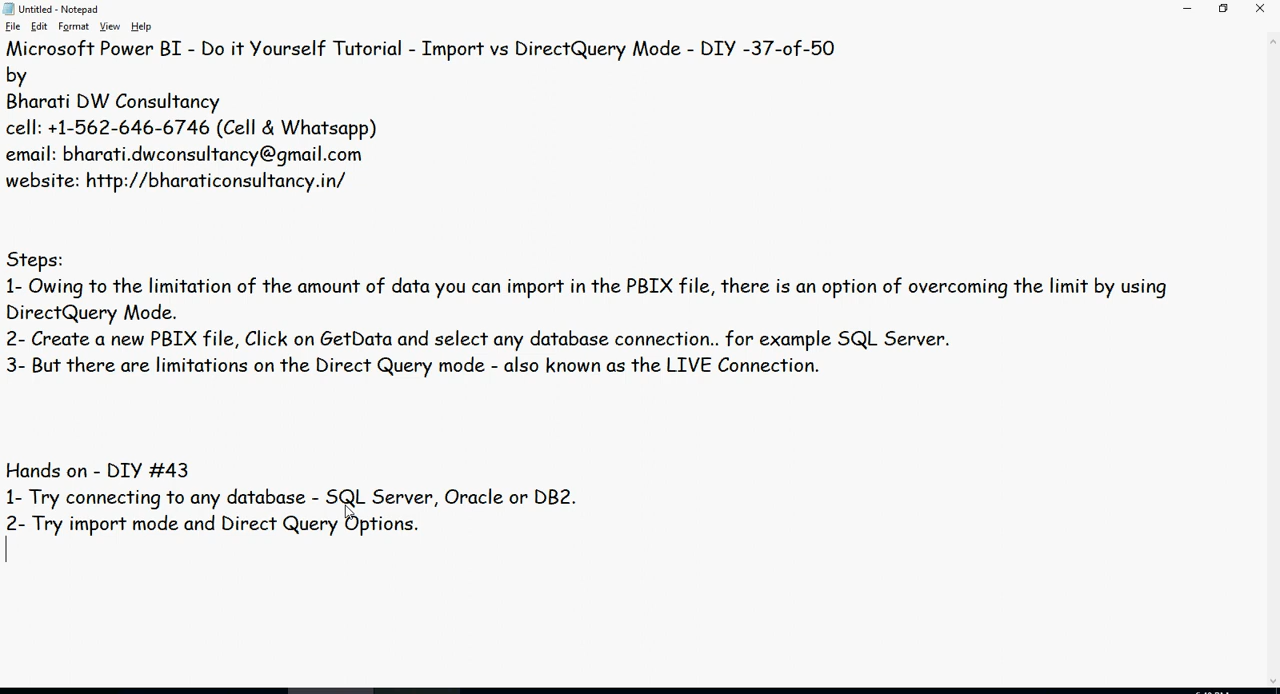 Untitled - Notepad
File Edit Format View Help
Microsoft Power BI - Do it Yourself Tutorial - Import vs DirectQuery Mode - DIY -37-of-50
by
Bharati DW Consultancy
cell: +1-562-646-6746 (Cell & Whatsapp)
email: bharati.dwconsultancy@gmail.com
website: http://bharaticonsultancy.in/
Steps:
1- Owing to the limitation of the amount of data you can import in the PBIX file, there is an option of overcoming the limit by using
DirectQuery Mode.
2- Create a new PBIX file, Click on GetData and select any database connection.. for example SQL Server.
3- But there are limitations on the Direct Query mode - also known as the LIVE Connection.
Hands on - DIY #43
1- Try connecting to any database - SQL Server, Oracle or DB2.
2- Try import mode and Direct Query Options.